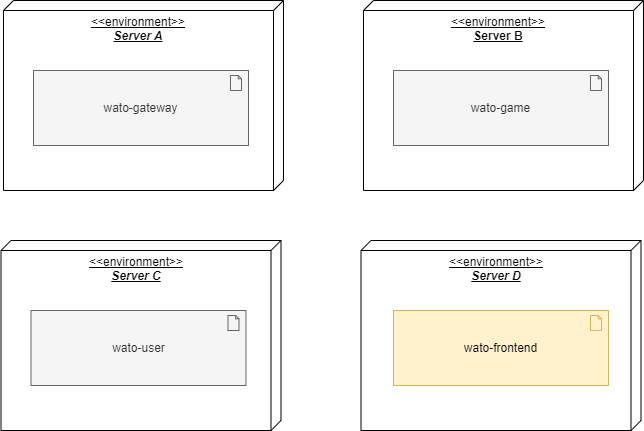 <<environment>>
Server A
wato-gateway
<<environment>>
Server B
wato-game
<<environment>>
Server C
wato-user
<<environment>>
Server D
wato-frontend